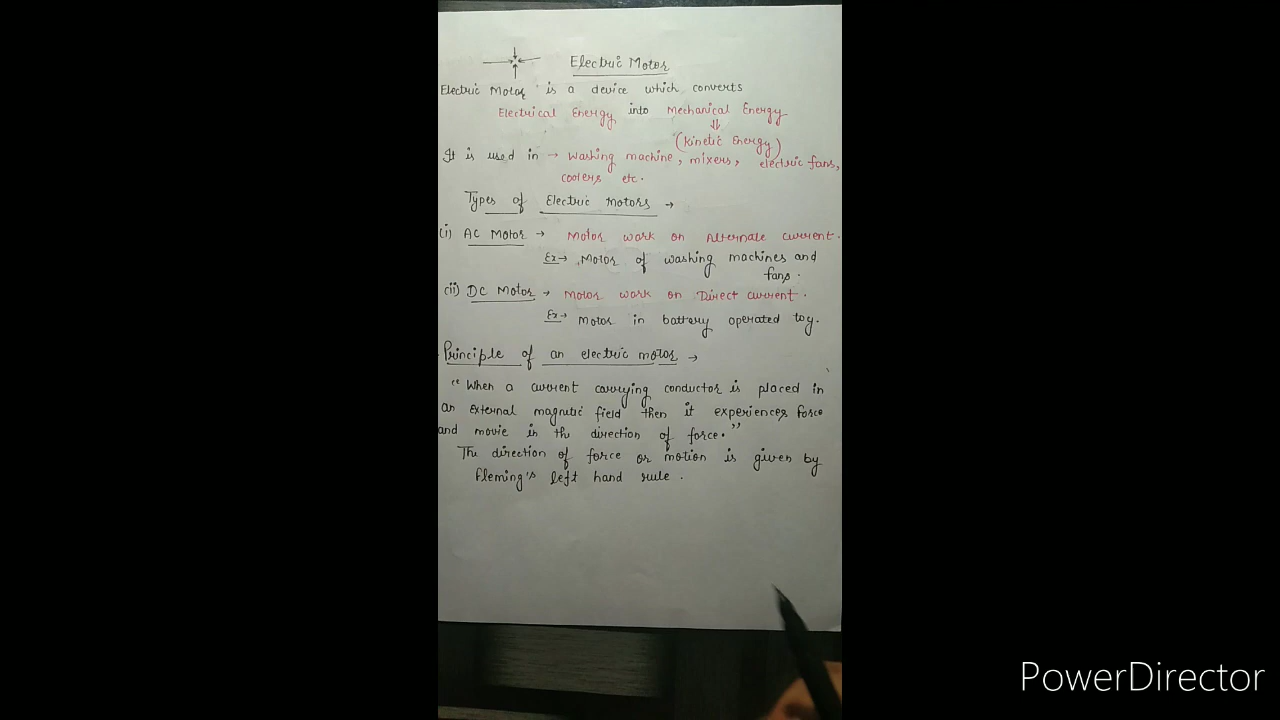 Electric Motor
Electric Motor is a device which converts
Electrical Energy into Mechanical Energy
⇓
(Kinetic Energy)
It is used in → Washing machine, mixers, electric fans,
coolers etc.
Types of Electric Motors →
(i) AC Motor → Motor work on Alternate current.
Ex→ Motor of washing machines and
fans.
(ii) DC Motor → Motor work on Direct current.
Ex→ Motor in battery operated toy.
Principle of an electric motor →
"When a current carrying conductor is placed in
an external magnetic field then it experiences force
and movie in the direction of force."
The direction of force or motion is given by
Fleming's left hand rule.
PowerDirector